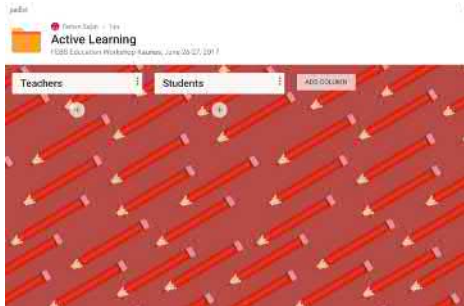 padlet
Active Learning
FEBS Education Workshop Kaunas, June 26-27, 2017
Teachers
Students
ADD COLUMN